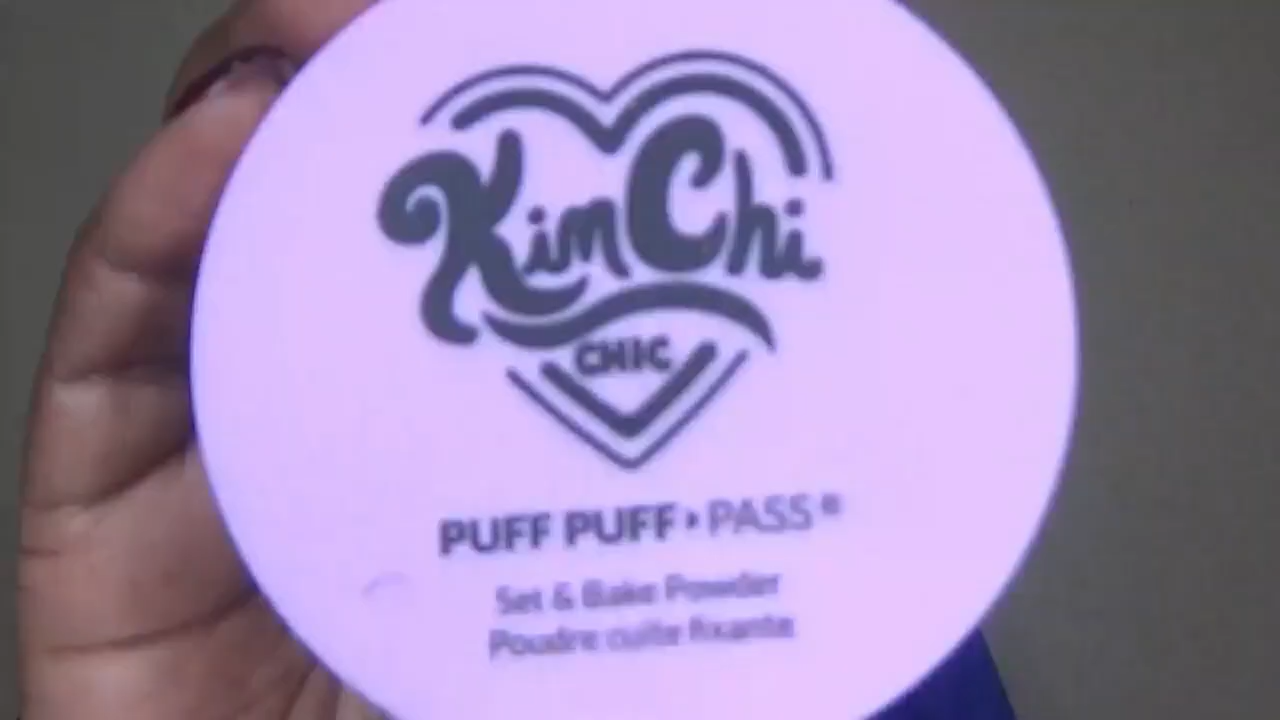 KimChi
CHIC
PUFF PUFF • PASS®
Set & Bake Powder
Poudre cuite fixante